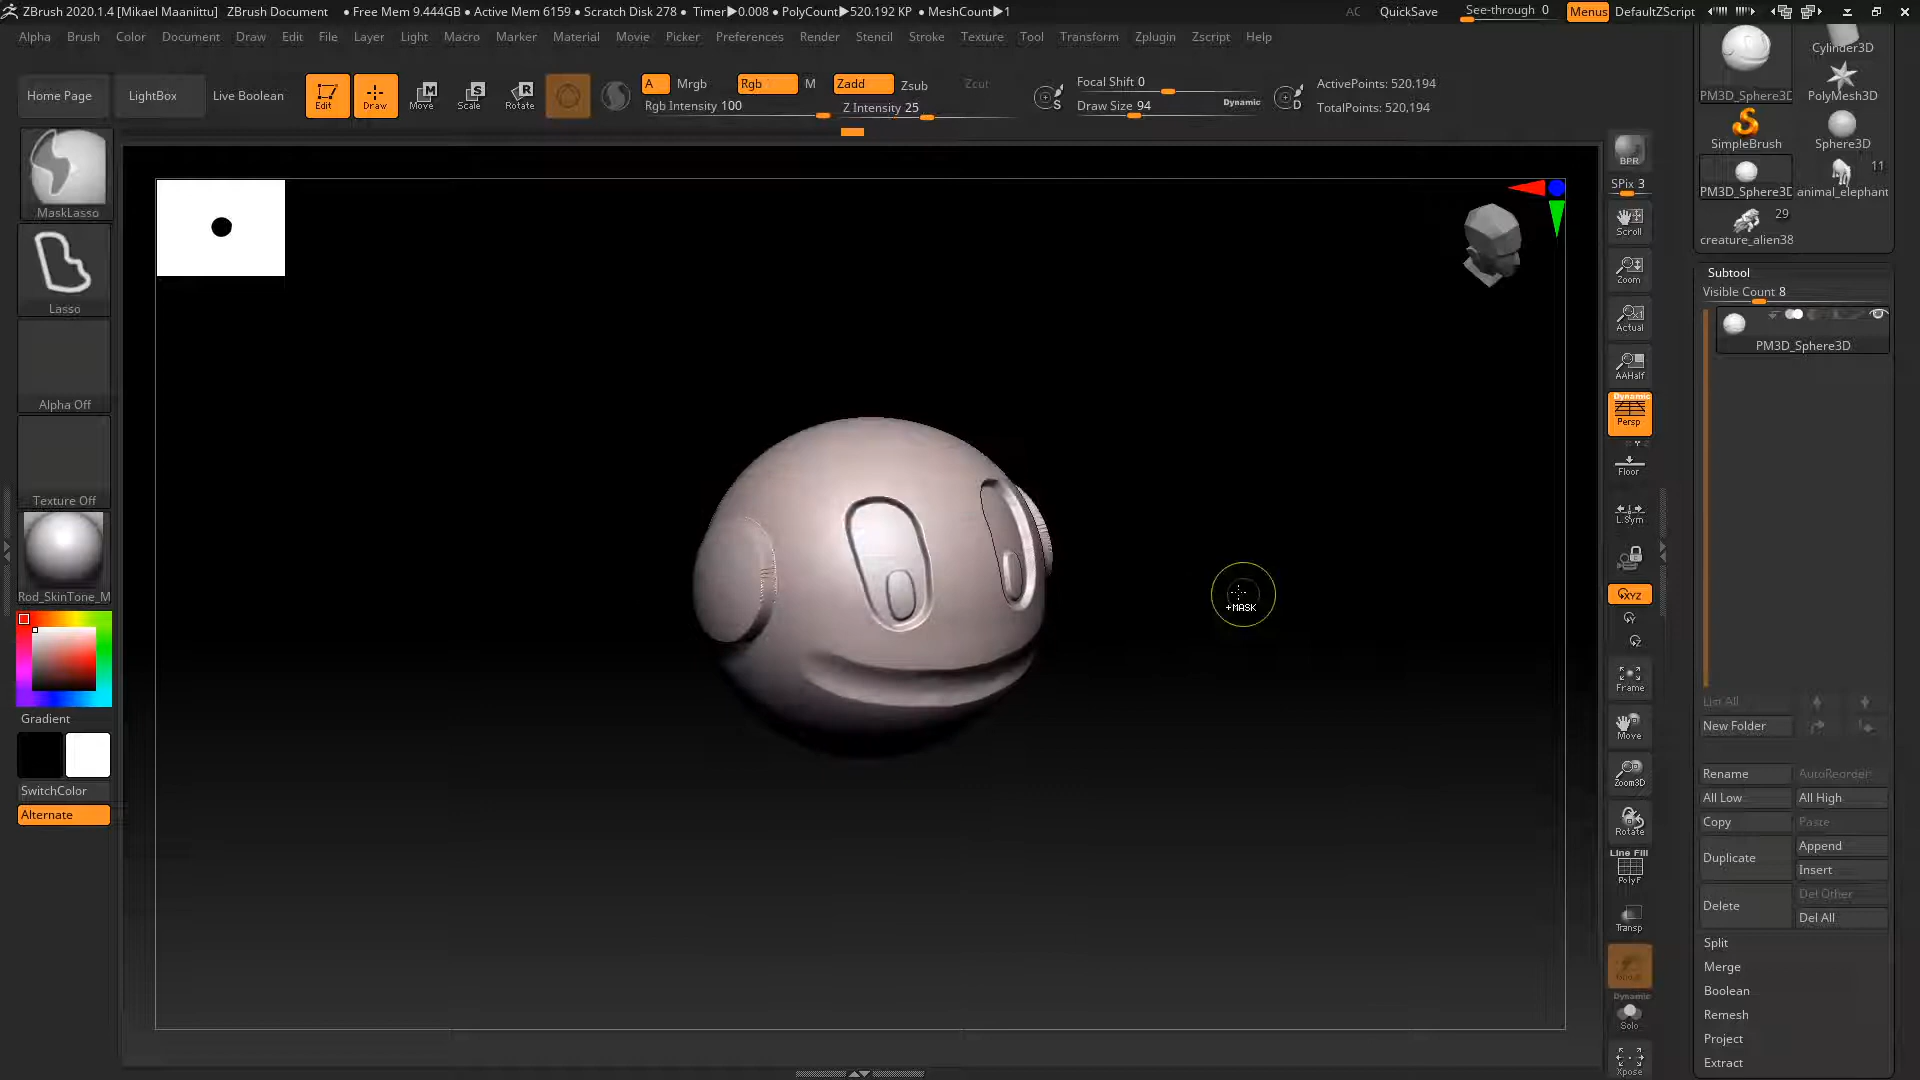 ZBrush 2020.1.4 [Mikael Maaniittu] ZBrush Document ● Free Mem 9.444GB ● Active Mem 6159 ● Scratch Disk 278 ● Timer▶0.008 ● PolyCount▶520.192 KP ● MeshCount▶1 AC QuickSave See-through 0 Menus DefaultZScript
Alpha Brush Color Document Draw Edit File Layer Light Macro Marker Material Movie Picker Preferences Render Stencil Stroke Texture Tool Transform Zplugin Zscript Help
Home Page LightBox Live Boolean Edit Draw Move Scale Rotate
A Mrgb Rgb M Zadd Zsub Zcut
Rgb Intensity 100 Z Intensity 25
S Focal Shift 0
Draw Size 94 Dynamic D
ActivePoints: 520,194
TotalPoints: 520,194
MaskLasso
Lasso
Alpha Off
Texture Off
Rod_SkinTone_M
Gradient
SwitchColor
Alternate
+MASK
BPR
SPix 3
Scroll
Zoom
Actual
AAHalf
Dynamic
Persp
Floor
L.Sym
XYZ
Y
Z
Frame
Move
Zoom3D
Rotate
Line Fill
PolyF
Transp
Dynamic
Solo
Xpose
Cylinder3D
PM3D_Sphere3D PolyMesh3D
SimpleBrush Sphere3D
11
PM3D_Sphere3D animal_elephant
29
creature_alien38
Subtool
Visible Count 8
PM3D_Sphere3D
List All
New Folder
Rename AutoReorder
All Low All High
Copy Paste
Duplicate Append
Insert
Delete Del Other
Del All
Split
Merge
Boolean
Remesh
Project
Extract